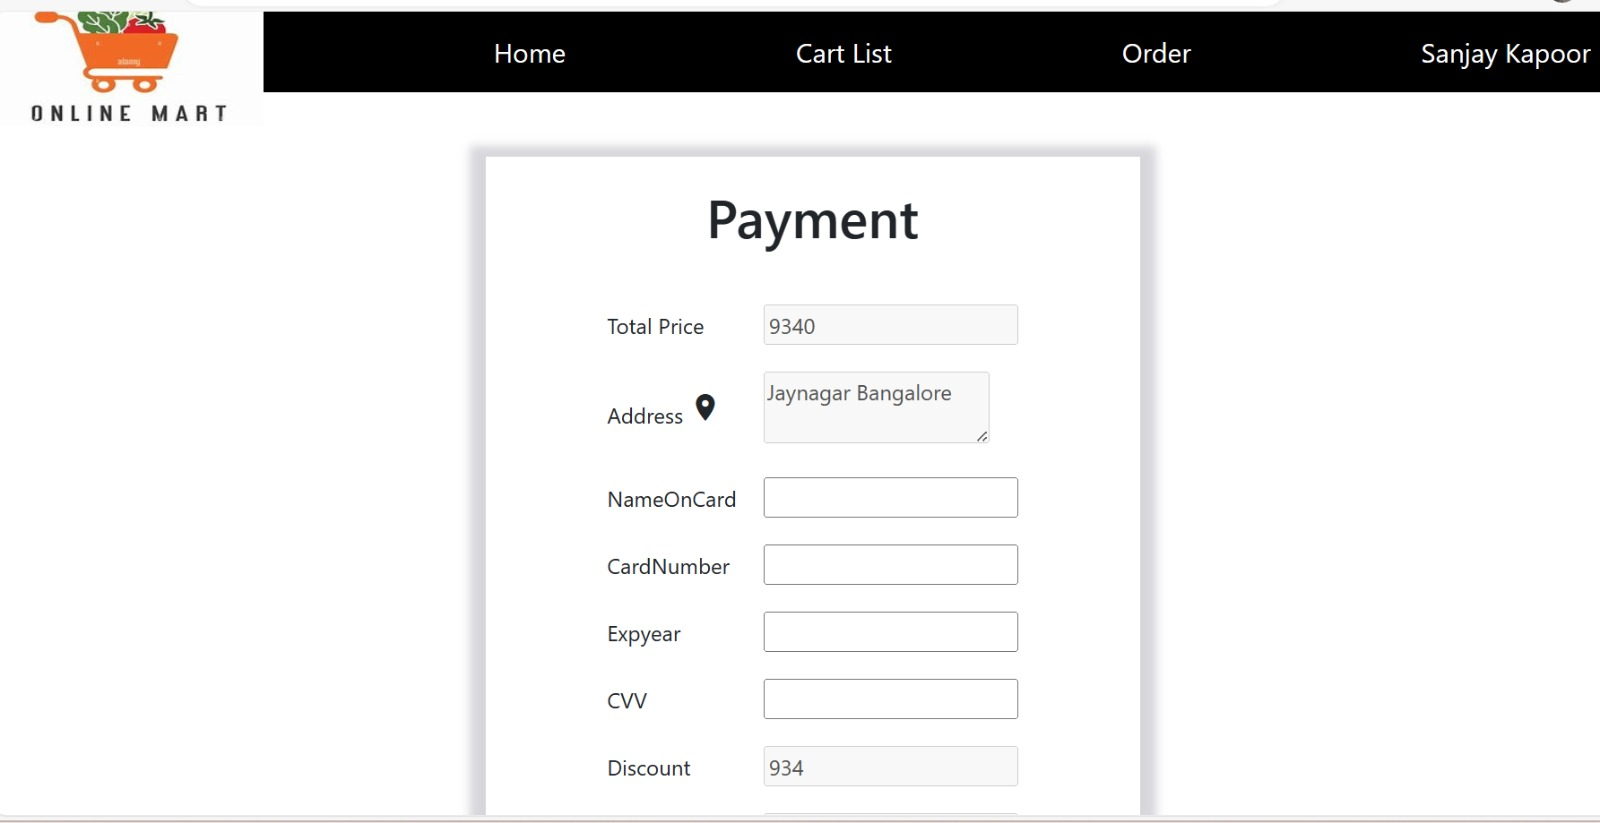 alamy
ONLINE MART
Home Cart List Order Sanjay Kapoor
Payment
Total Price 9340
Address Jaynagar Bangalore
NameOnCard
CardNumber
Expyear
CVV
Discount 934